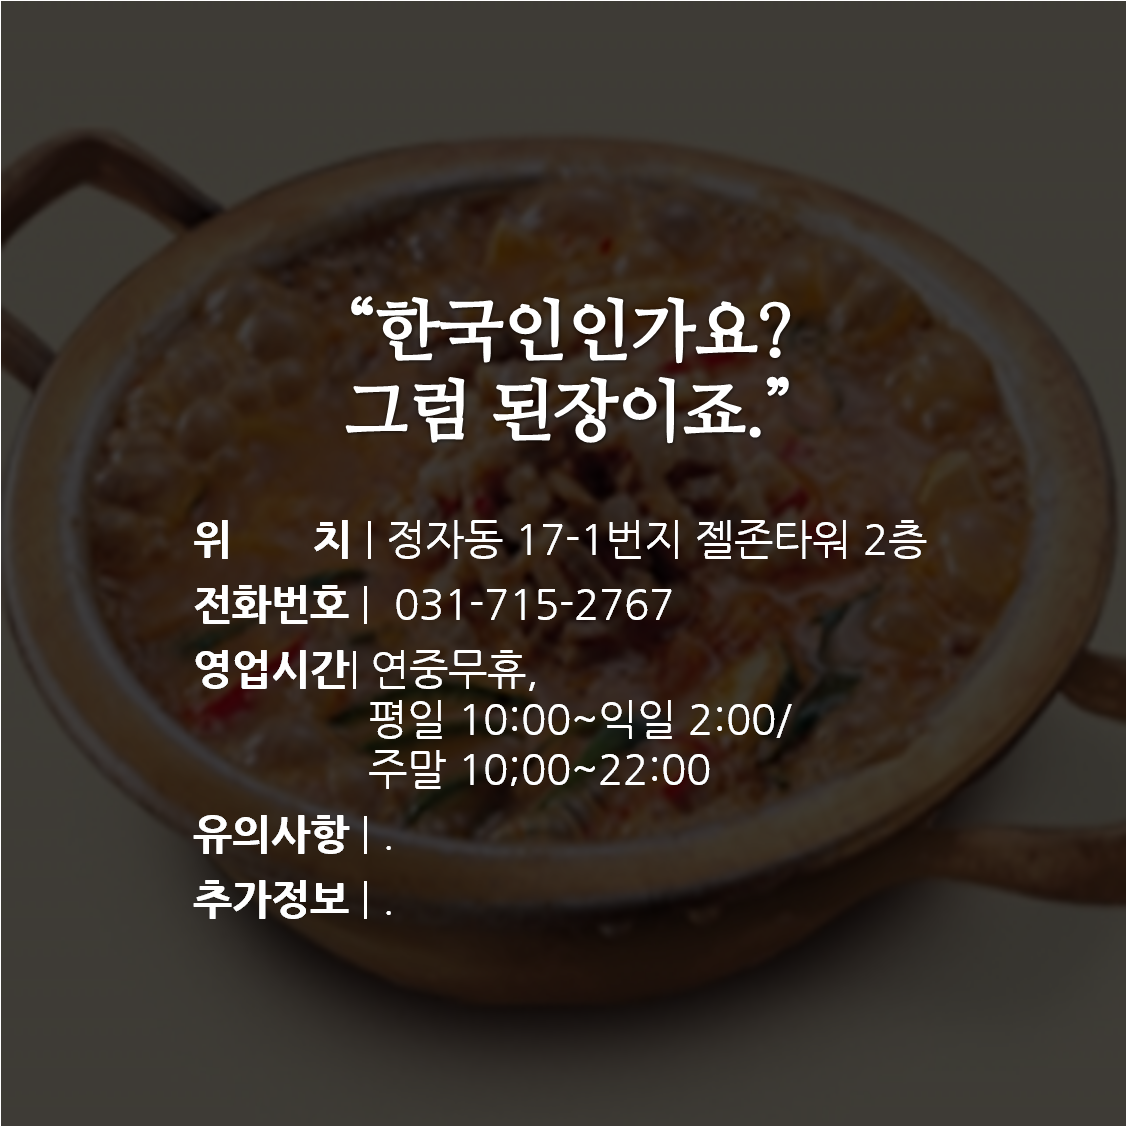 “한국인인가요?
그럼 된장이죠.”
위 치 | 정자동 17-1번지 젤존타워 2층
전화번호 | 031-715-2767
영업시간| 연중무휴,
평일 10:00~익일 2:00/
주말 10;00~22:00
유의사항 | .
추가정보 | .